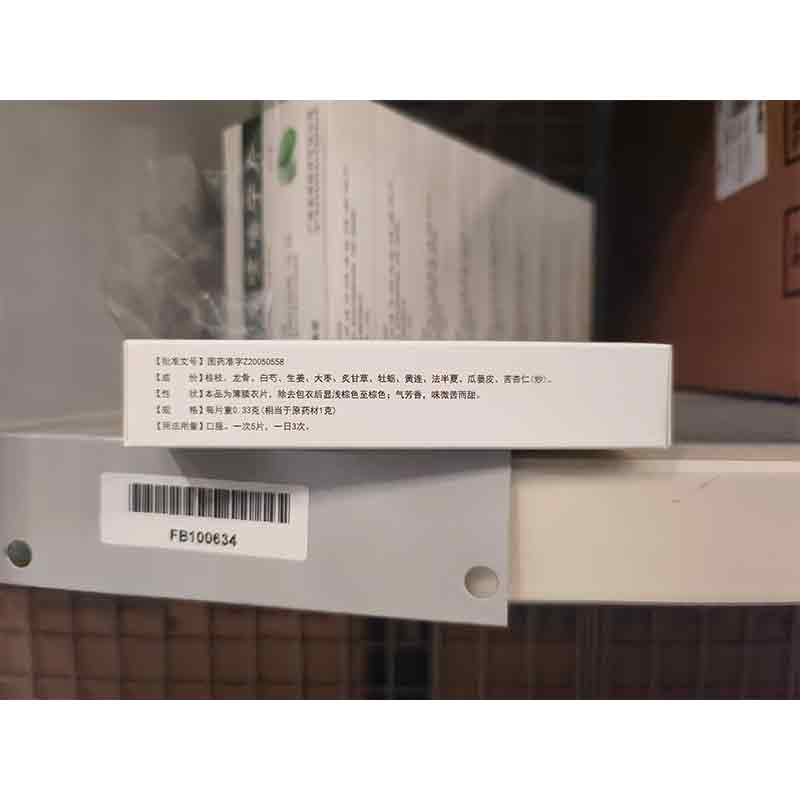 【批准文号】国药准字Z20050558
【成　　份】桂枝、龙骨、白芍、生姜、大枣、炙甘草、牡蛎、黄连、法半夏、瓜蒌皮、苦杏仁(炒)。
【性　　状】本品为薄膜衣片，除去包衣后显浅棕色至棕色；气芳香，味微苦而甜。
【规　　格】每片重0.33克(相当于原药材1克)
【用法用量】口服。一次5片，一日3次。
FB100634